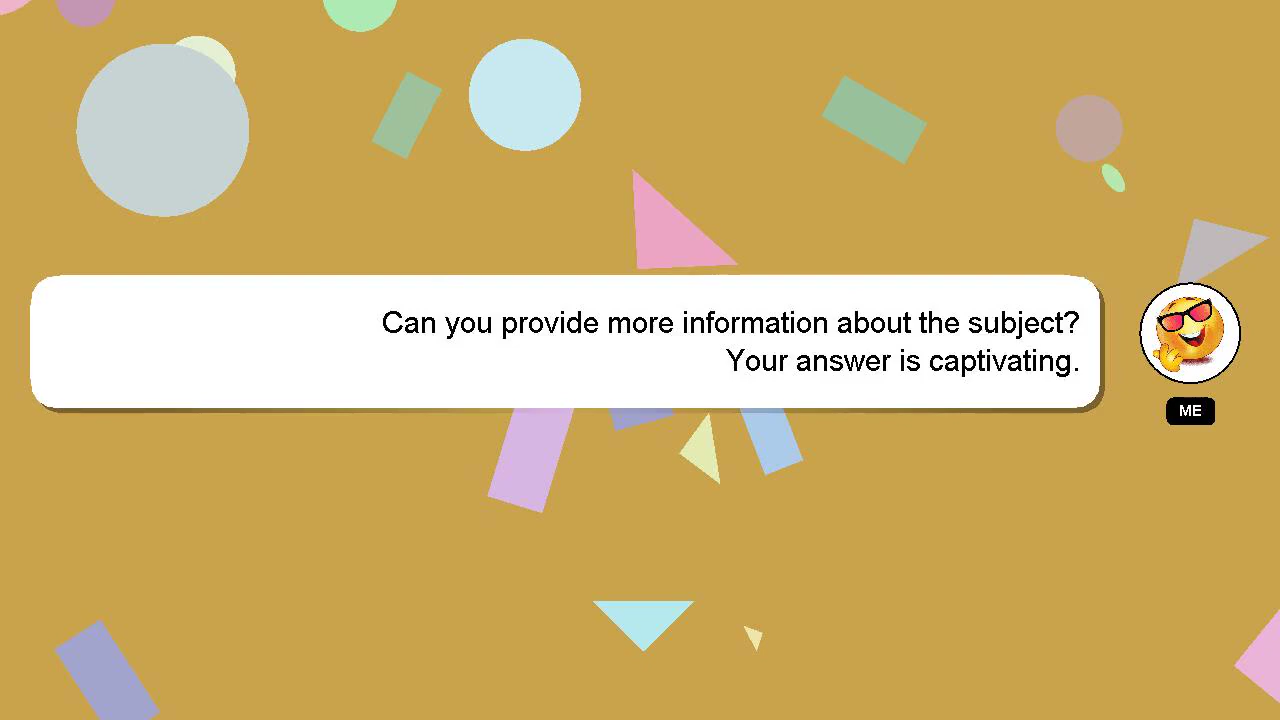 Can you provide more information about the subject?
Your answer is captivating.
ME